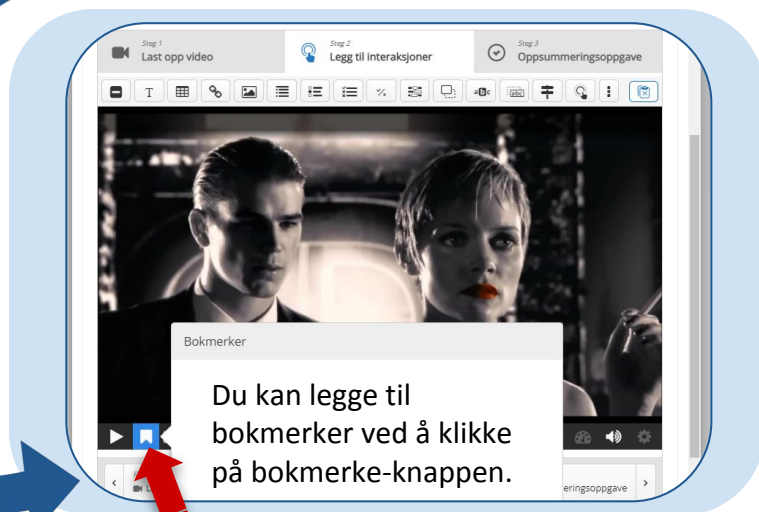 Steg 1
Last opp video
Steg 2
Legg til interaksjoner
Steg 3
Oppsummeringsoppgave
T
Bokmerker
Du kan legge til
bokmerker ved å klikke
på bokmerke-knappen.
eringsoppgave